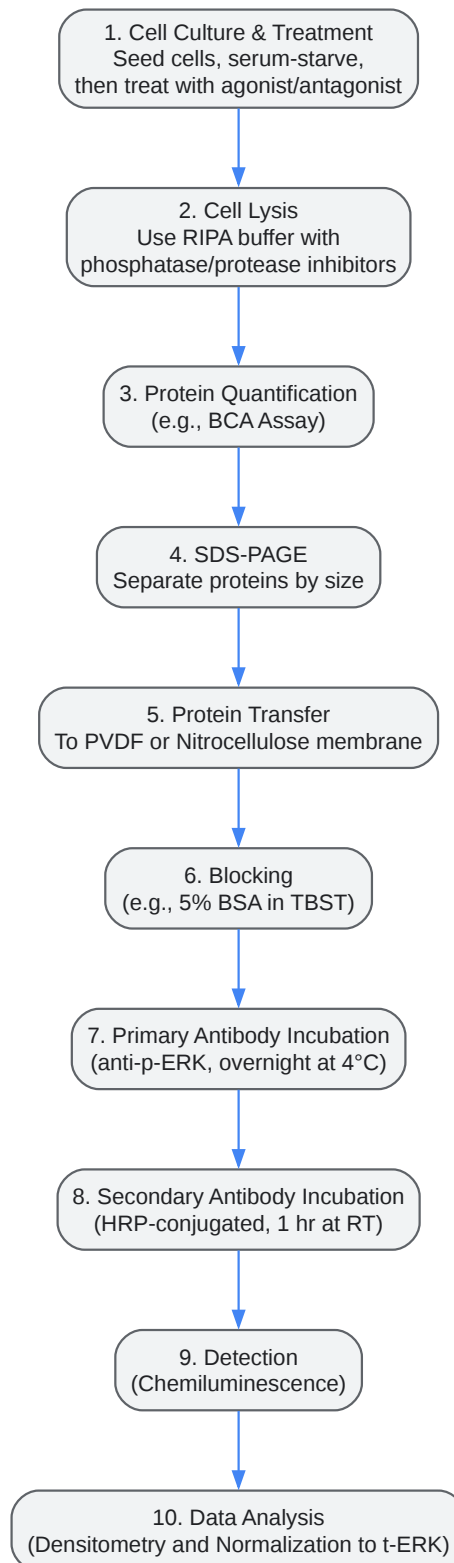 1. Cell Culture & Treatment
Seed cells, serum-starve,
then treat with agonist/antagonist
2. Cell Lysis
Use RIPA buffer with
phosphatase/protease inhibitors
3. Protein Quantification
(e.g., BCA Assay)
4. SDS-PAGE
Separate proteins by size
5. Protein Transfer
To PVDF or Nitrocellulose membrane
6. Blocking
(e.g., 5% BSA in TBST)
7. Primary Antibody Incubation
(anti-p-ERK, overnight at 4°C)
8. Secondary Antibody Incubation
(HRP-conjugated, 1 hr at RT)
9. Detection
(Chemiluminescence)
10. Data Analysis
(Densitometry and Normalization to t-ERK)